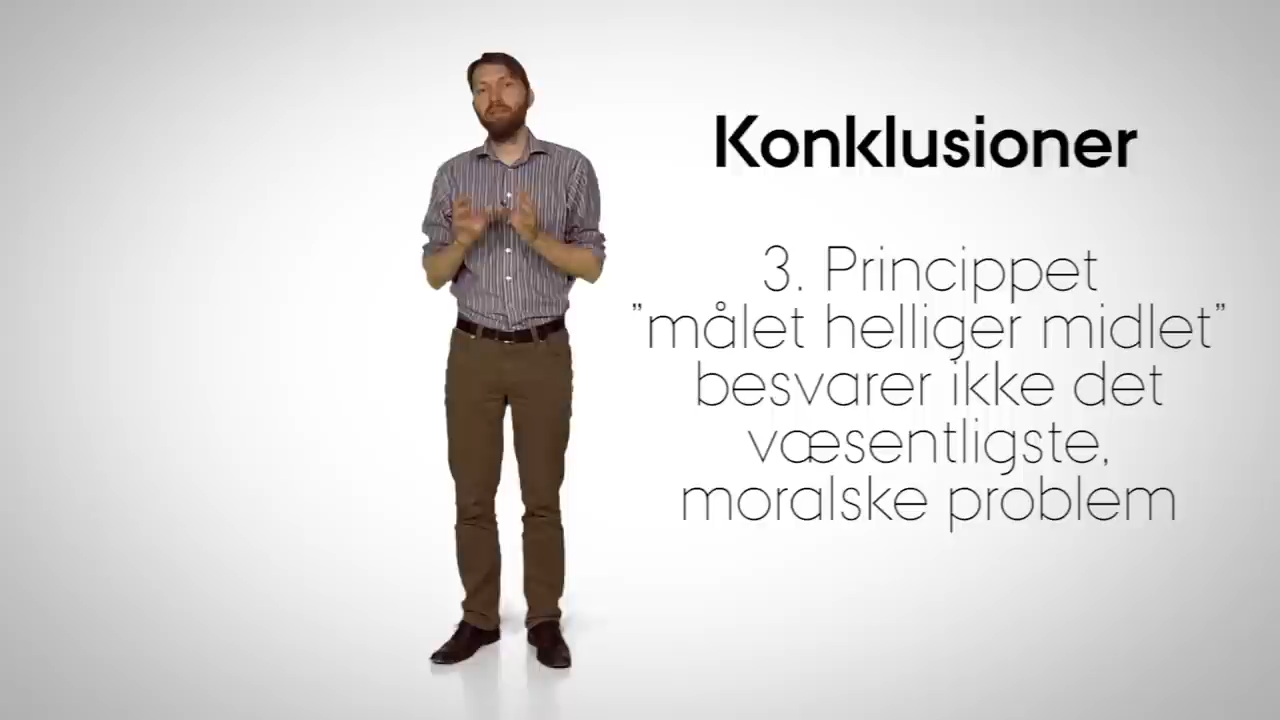 Konklusioner
3. Princippet
”målet helliger midlet”
besvarer ikke det
væsentligste,
moralske problem